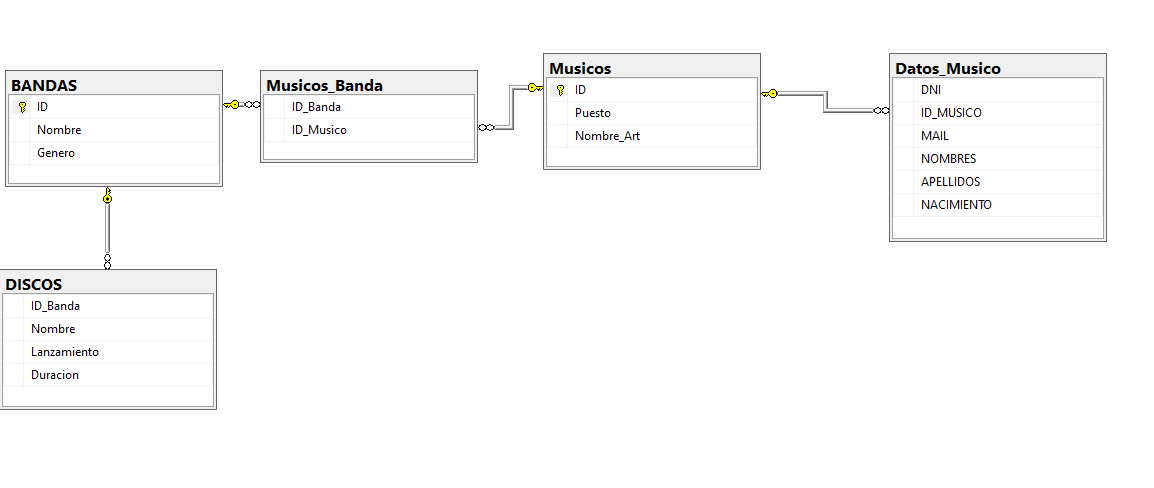 BANDAS
ID
Nombre
Genero
Musicos_Banda
ID_Banda
ID_Musico
Musicos
ID
Puesto
Nombre_Art
Datos_Musico
DNI
ID_MUSICO
MAIL
NOMBRES
APELLIDOS
NACIMIENTO
DISCOS
ID_Banda
Nombre
Lanzamiento
Duracion